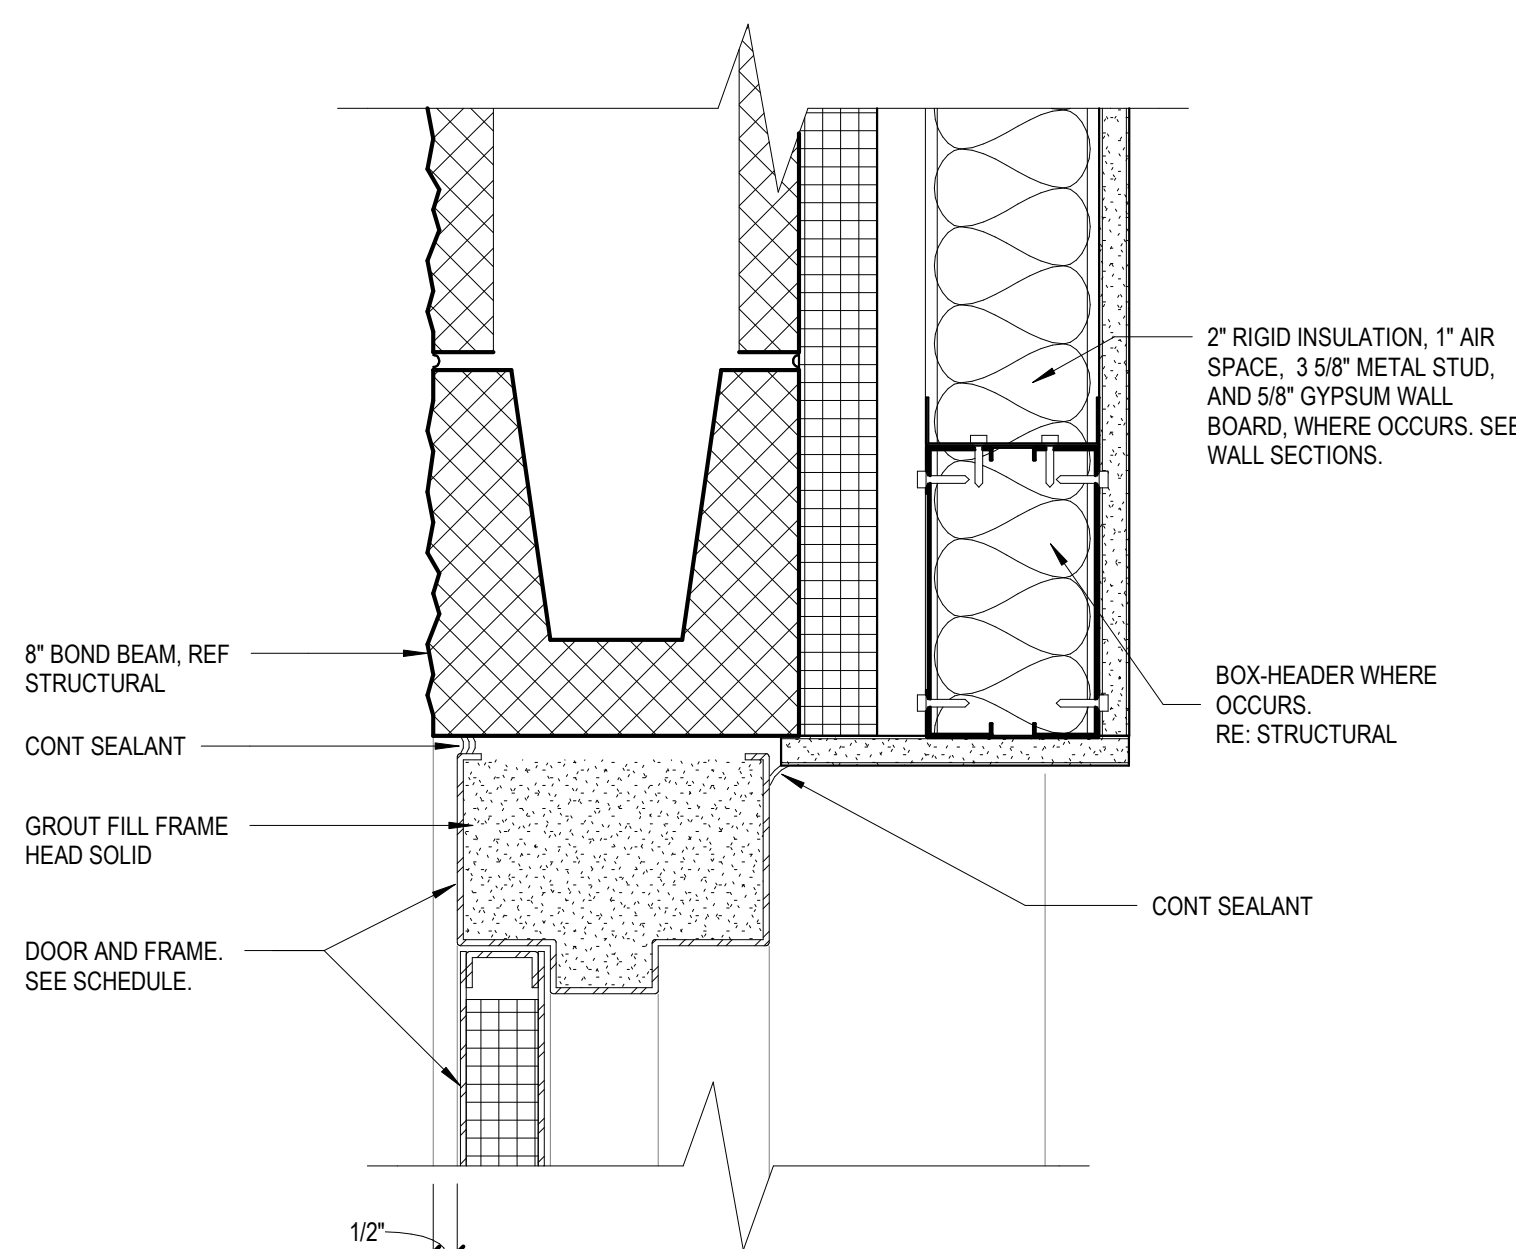 2" RIGID INSULATION, 1" AIR
SPACE, 3 5/8" METAL STUD,
AND 5/8" GYPSUM WALL
BOARD, WHERE OCCURS. SEE
WALL SECTIONS.
8" BOND BEAM, REF
STRUCTURAL
BOX-HEADER WHERE
OCCURS.
RE: STRUCTURAL
CONT SEALANT
GROUT FILL FRAME
HEAD SOLID
CONT SEALANT
DOOR AND FRAME.
SEE SCHEDULE.
1/2"